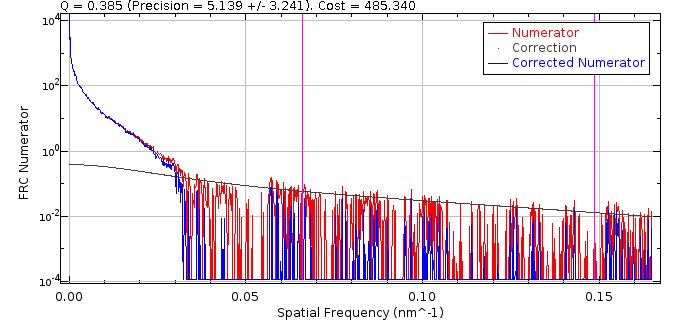 Q = 0.385 (Precision = 5.139 +/- 3.241). Cost = 485.340
Numerator
Correction
Corrected Numerator
10^4
10^2
10^0
10^-2
10^-4
FRC Numerator
0.00 0.05 0.10 0.15
Spatial Frequency (nm^-1)